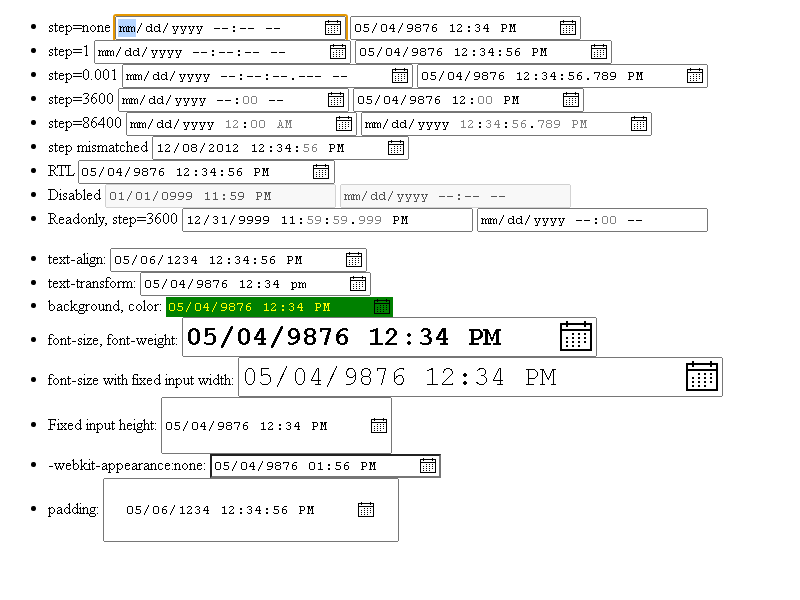 step=none mm/dd/yyyy --:-- -- 05/04/9876 12:34 PM
step=1 mm/dd/yyyy --:--:-- -- 05/04/9876 12:34:56 PM
step=0.001 mm/dd/yyyy --:--:--.--- -- 05/04/9876 12:34:56.789 PM
step=3600 mm/dd/yyyy --:00 -- 05/04/9876 12:00 PM
step=86400 mm/dd/yyyy 12:00 AM mm/dd/yyyy 12:34:56.789 PM
step mismatched 12/08/2012 12:34:56 PM
RTL 05/04/9876 12:34:56 PM
Disabled 01/01/0999 11:59 PM mm/dd/yyyy --:-- --
Readonly, step=3600 12/31/9999 11:59:59.999 PM mm/dd/yyyy --:00 --
text-align: 05/06/1234 12:34:56 PM
text-transform: 05/04/9876 12:34 pm
background, color: 05/04/9876 12:34 PM
font-size, font-weight: 05/04/9876 12:34 PM
font-size with fixed input width: 05/04/9876 12:34 PM
Fixed input height: 05/04/9876 12:34 PM
-webkit-appearance:none: 05/04/9876 01:56 PM
padding: 05/06/1234 12:34:56 PM